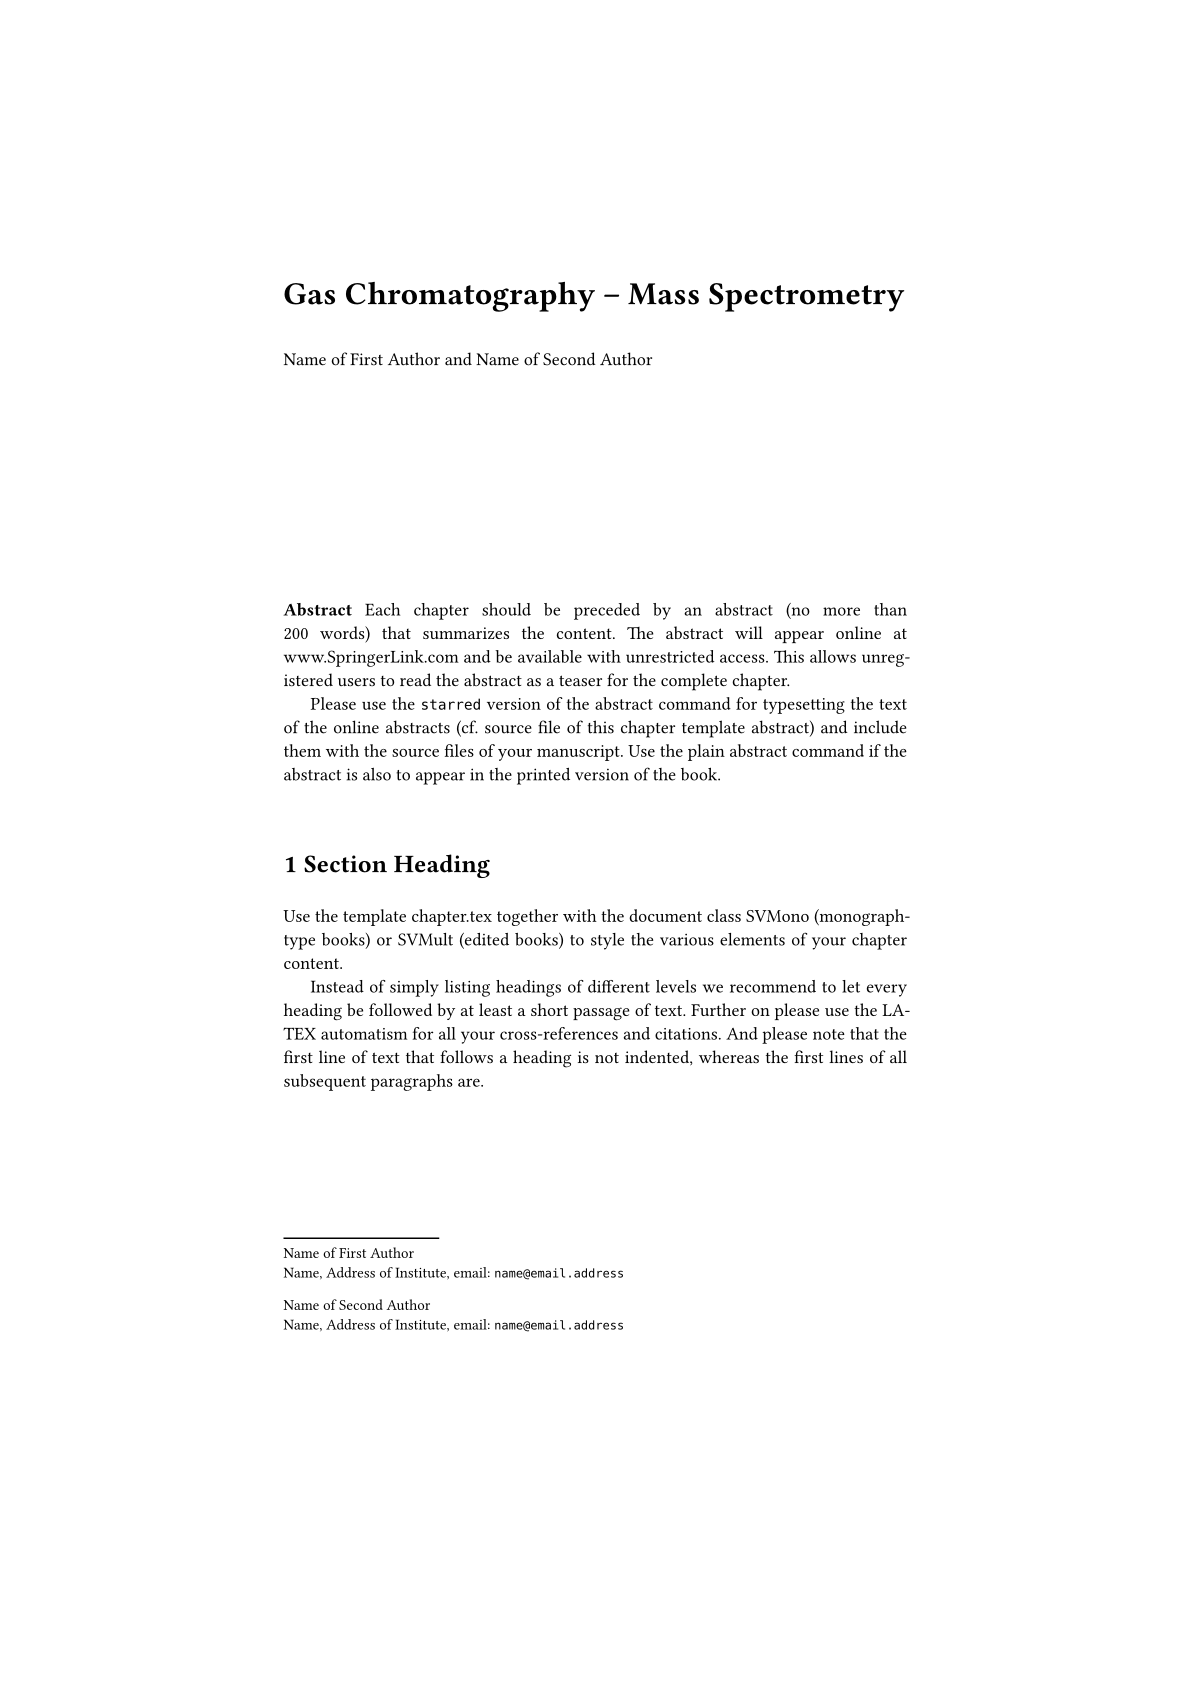 Gas Chromatography – Mass Spectrometry
Name of First Author and Name of Second Author
Abstract Each chapter should be preceded by an abstract (no more than
200 words) that summarizes the content. The abstract will appear online at
www.SpringerLink.com and be available with unrestricted access. This allows unreg-
istered users to read the abstract as a teaser for the complete chapter.
Please use the starred version of the abstract command for typesetting the text
of the online abstracts (cf. source file of this chapter template abstract) and include
them with the source files of your manuscript. Use the plain abstract command if the
abstract is also to appear in the printed version of the book.
1 Section Heading
Use the template chapter.tex together with the document class SVMono (monograph-
type books) or SVMult (edited books) to style the various elements of your chapter
content.
Instead of simply listing headings of different levels we recommend to let every
heading be followed by at least a short passage of text. Further on please use the LA-
TEX automatism for all your cross-references and citations. And please note that the
first line of text that follows a heading is not indented, whereas the first lines of all
subsequent paragraphs are.
Name of First Author
Name, Address of Institute, email: name@email.address
Name of Second Author
Name, Address of Institute, email: name@email.address